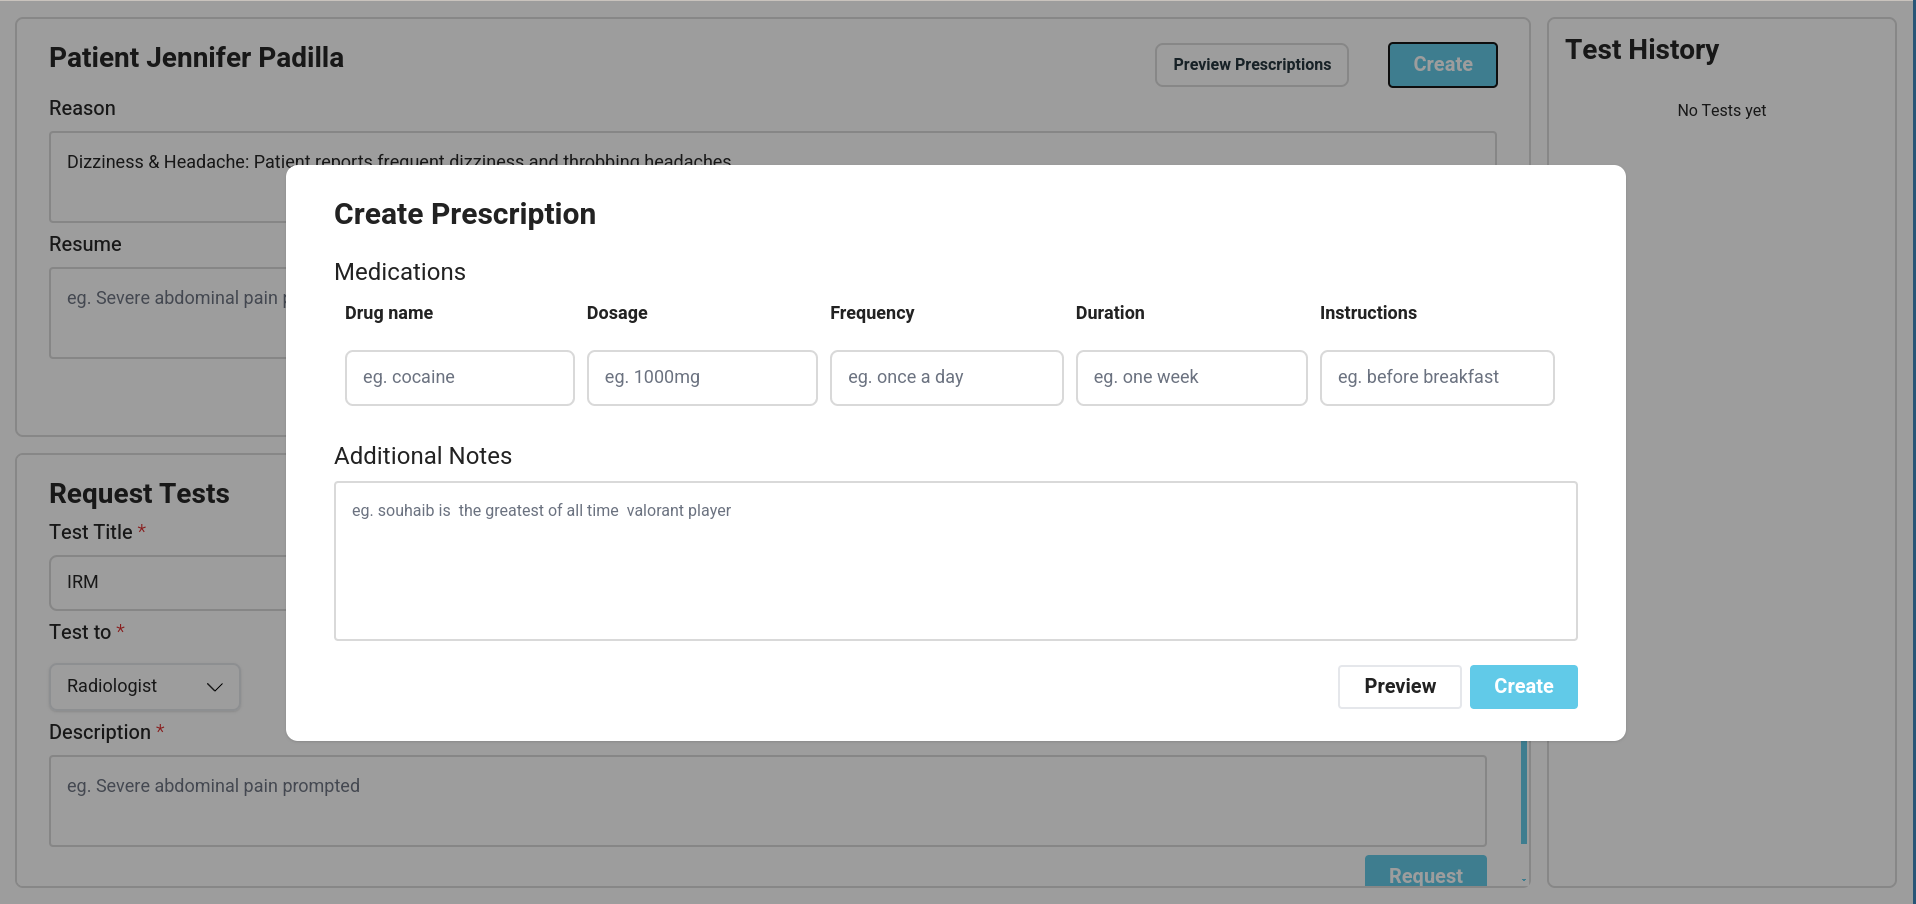 Patient Jennifer Padilla
Preview Prescriptions
Create
Reason
Dizziness & Headache: Patient reports frequent dizziness and throbbing headaches
Resume
eg. Severe abdominal pain
Create Prescription
Medications
Drug name Dosage Frequency Duration Instructions
eg. cocaine eg. 1000mg eg. once a day eg. one week eg. before breakfast
Additional Notes
eg. souhaib is  the greatest of all time  valorant player
Preview Create
Request Tests
Test Title *
IRM
Test to *
Radiologist
Description *
eg. Severe abdominal pain prompted
Request
Test History
No Tests yet